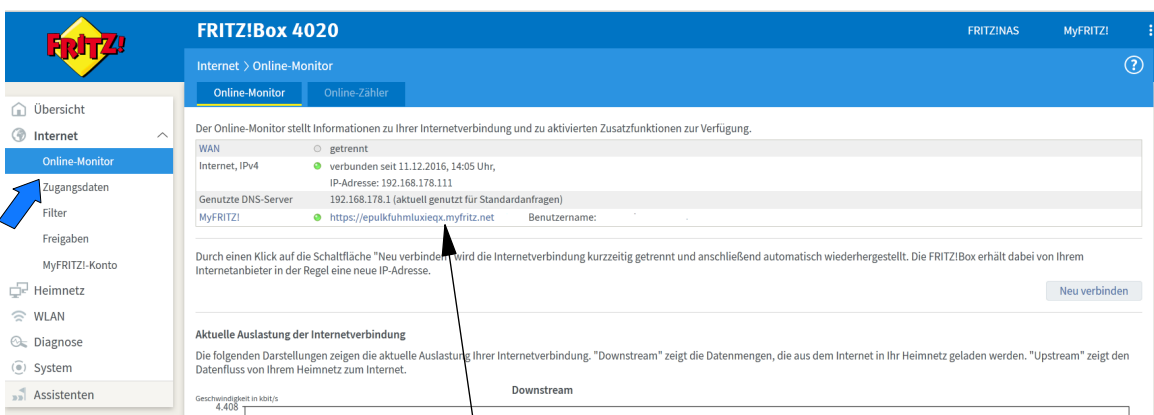 FRITZ!
FRITZ!Box 4020
FRITZ!NAS
MyFRITZ!
Internet > Online-Monitor
?
Online-Monitor
Online-Zähler
Übersicht
Internet
Online-Monitor
Zugangsdaten
Filter
Freigaben
MyFRITZ!-Konto
Heimnetz
WLAN
Diagnose
System
Assistenten
Der Online-Monitor stellt Informationen zu Ihrer Internetverbindung und zu aktivierten Zusatzfunktionen zur Verfügung.
WAN getrennt
Internet, IPv4 verbunden seit 11.12.2016, 14:05 Uhr,
IP-Adresse: 192.168.178.111
Genutzte DNS-Server 192.168.178.1 (aktuell genutzt für Standardanfragen)
MyFRITZ! https://epulkfuhmluxieqx.myfritz.net Benutzername:
Durch einen Klick auf die Schaltfläche "Neu verbinden" wird die Internetverbindung kurzzeitig getrennt und anschließend automatisch wiederhergestellt. Die FRITZ!Box erhält dabei von Ihrem
Internetanbieter in der Regel eine neue IP-Adresse.
Neu verbinden
Aktuelle Auslastung der Internetverbindung
Die folgenden Darstellungen zeigen die aktuelle Auslastung Ihrer Internetverbindung. "Downstream" zeigt die Datenmengen, die aus dem Internet in Ihr Heimnetz geladen werden. "Upstream" zeigt den
Datenfluss von Ihrem Heimnetz zum Internet.
Downstream
Geschwindigkeit in kbit/s
4.408